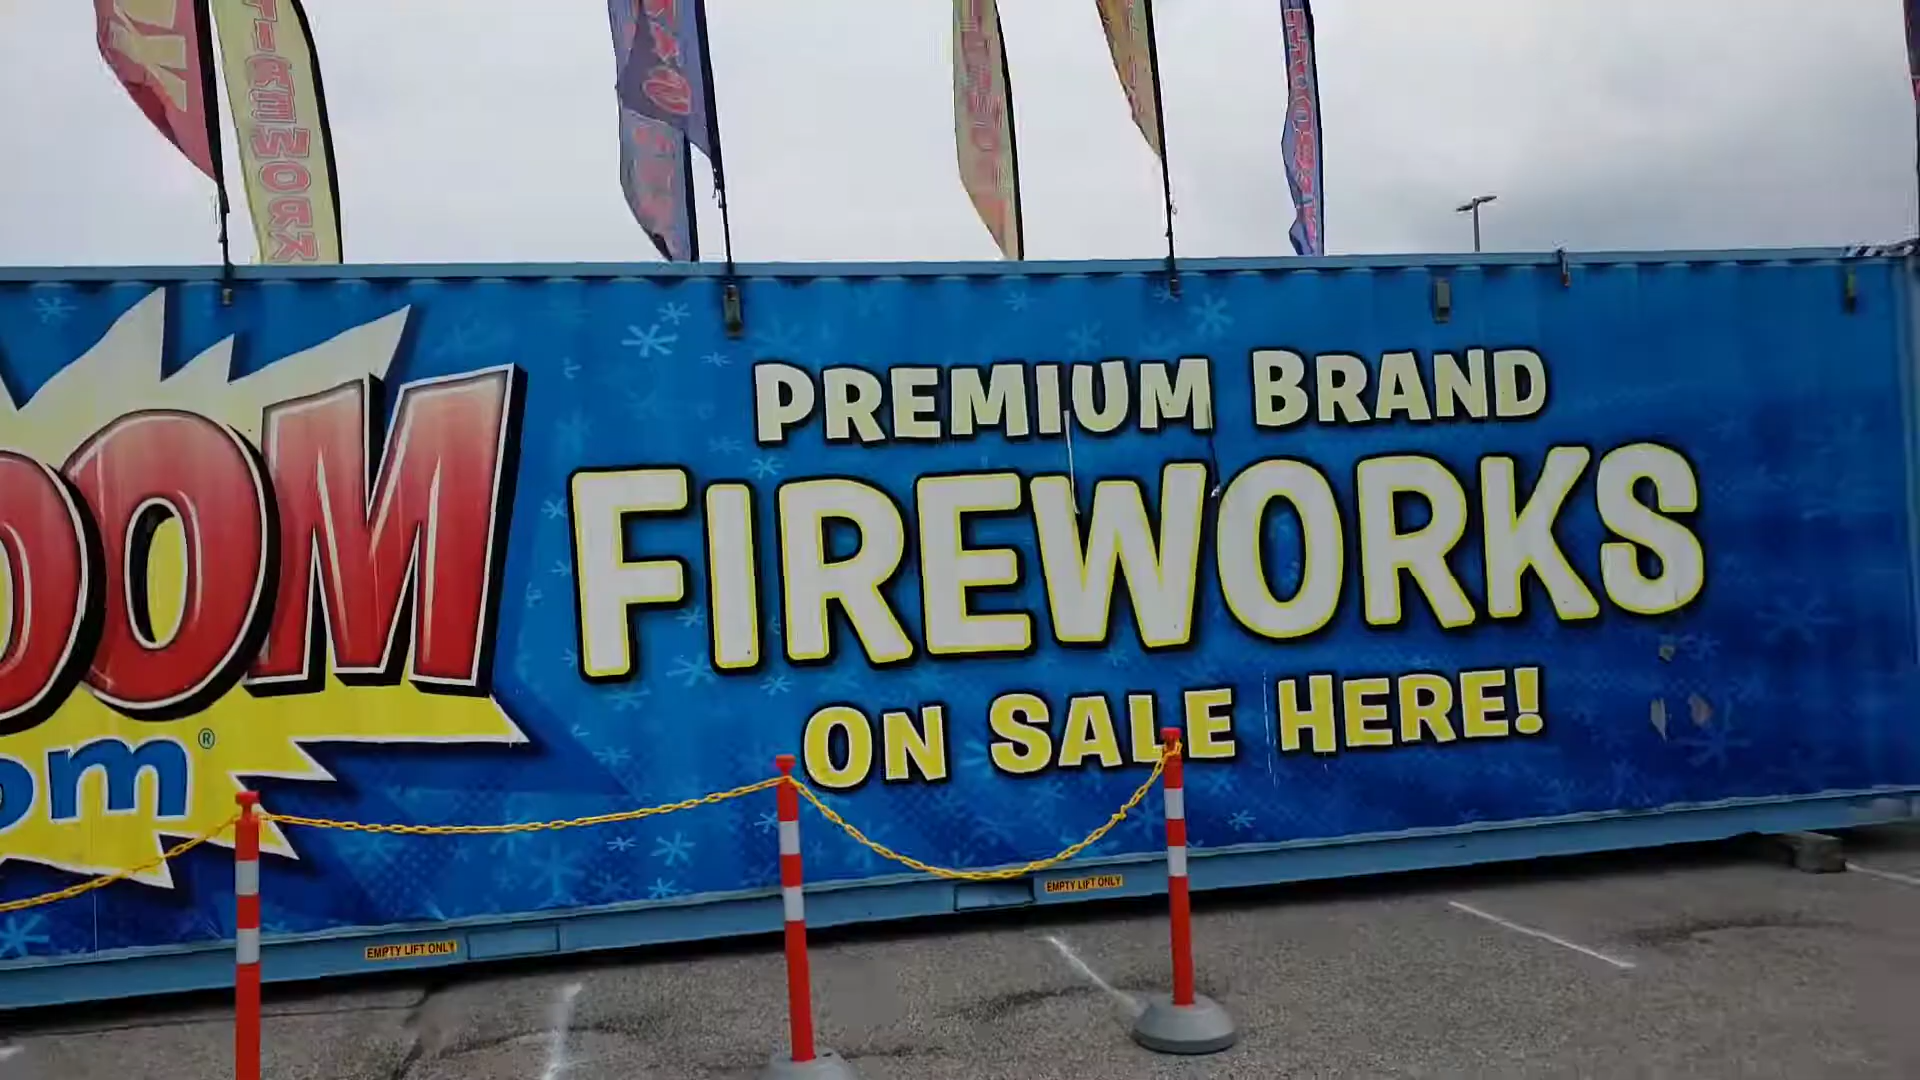 OOM
om®
PREMIUM BRAND
FIREWORKS
ON SALE HERE!
EMPTY LIFT ONLY
EMPTY LIFT ONLY